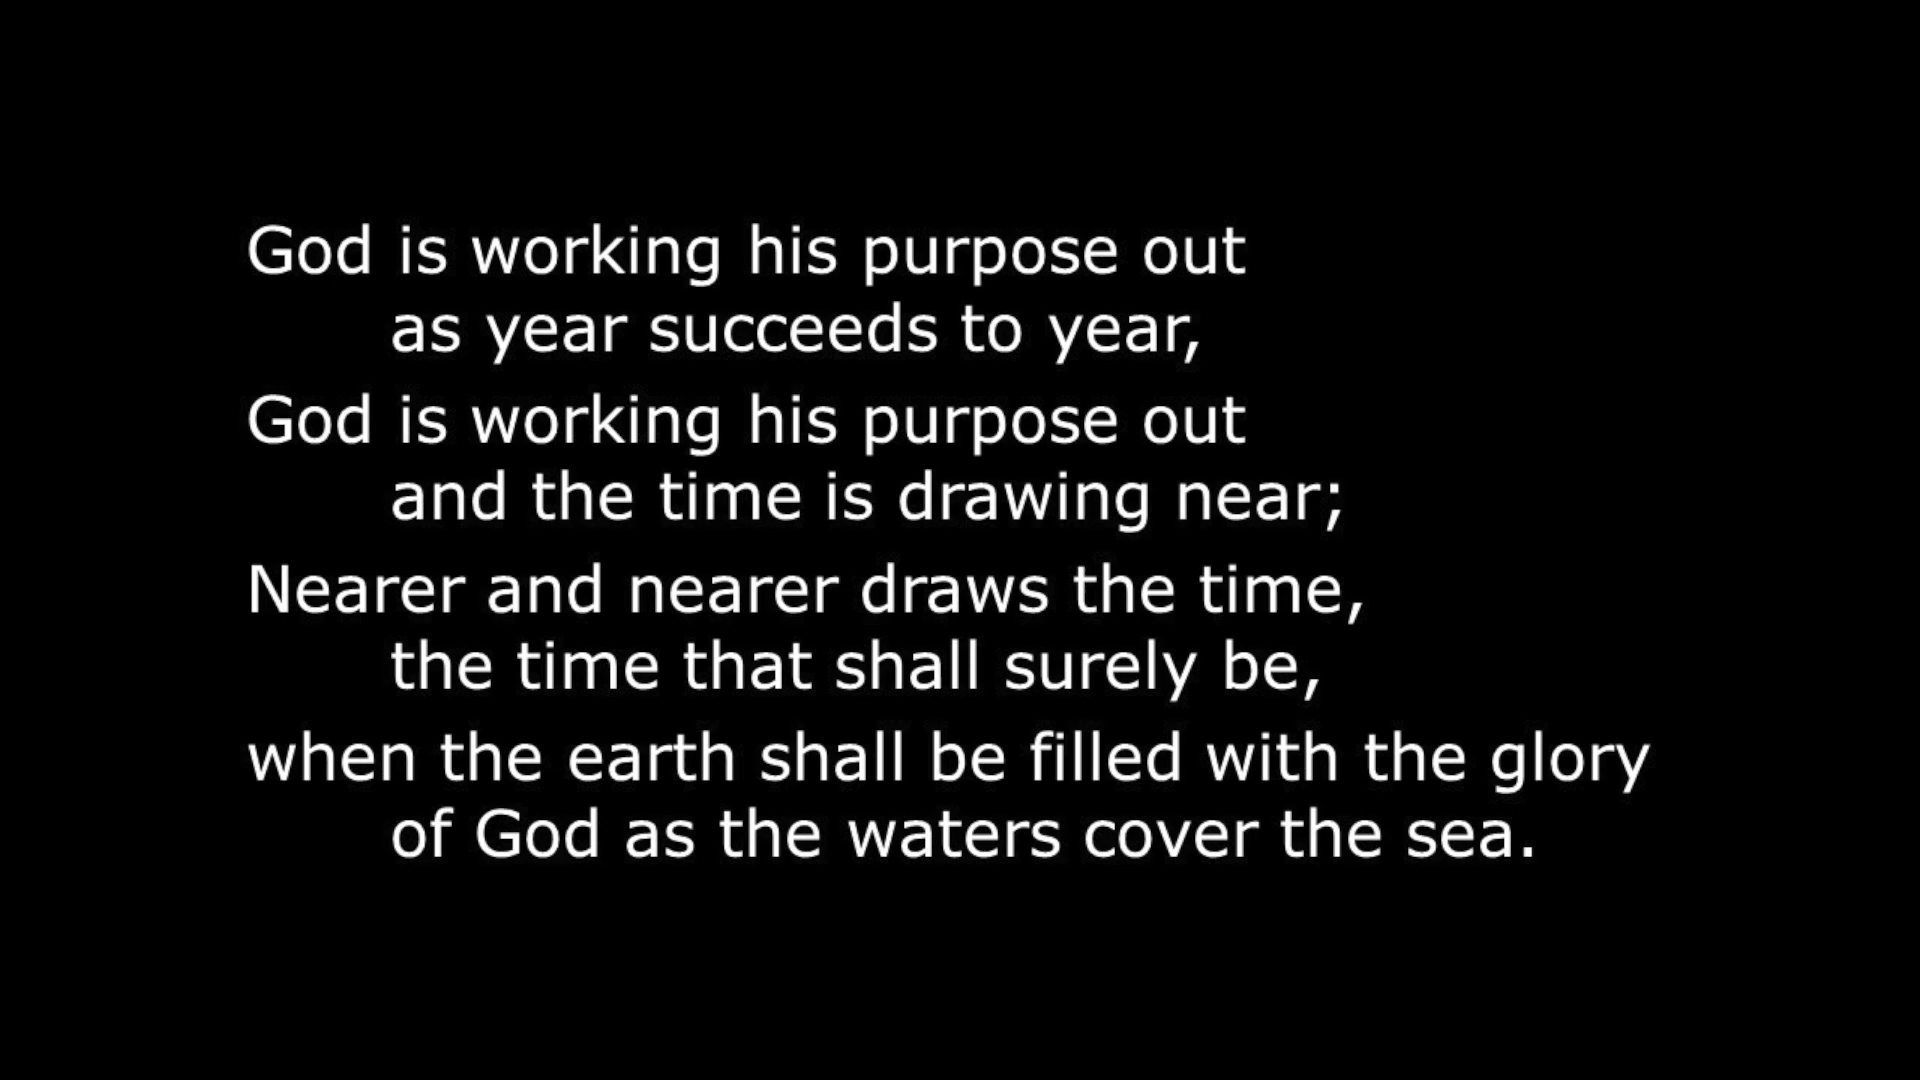 God is working his purpose out
as year succeeds to year,
God is working his purpose out
and the time is drawing near;
Nearer and nearer draws the time,
the time that shall surely be,
when the earth shall be filled with the glory
of God as the waters cover the sea.